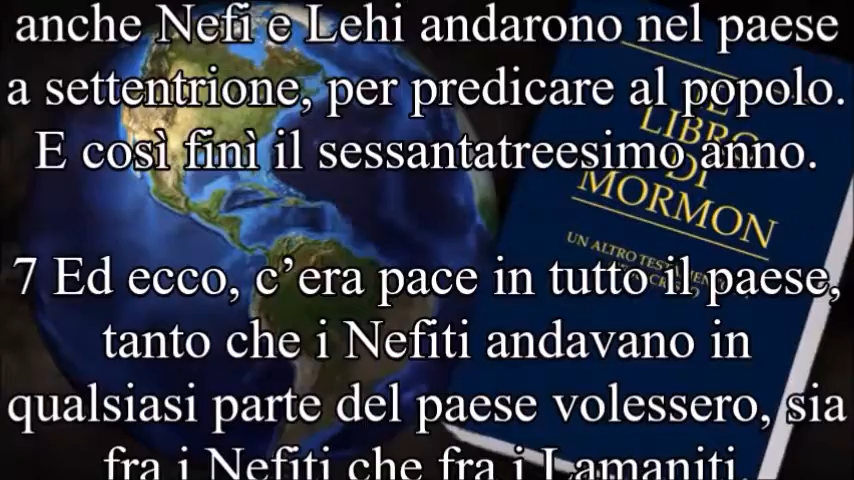 anche Nefi e Lehi andarono nel paese
a settentrione, per predicare al popolo.
E così finì il sessantatreesimo anno.
7 Ed ecco, c’era pace in tutto il paese,
tanto che i Nefiti andavano in
qualsiasi parte del paese volessero, sia
fra i Nefiti che fra i Lamaniti.
LIBRO
DI
MORMON
UN ALTRO